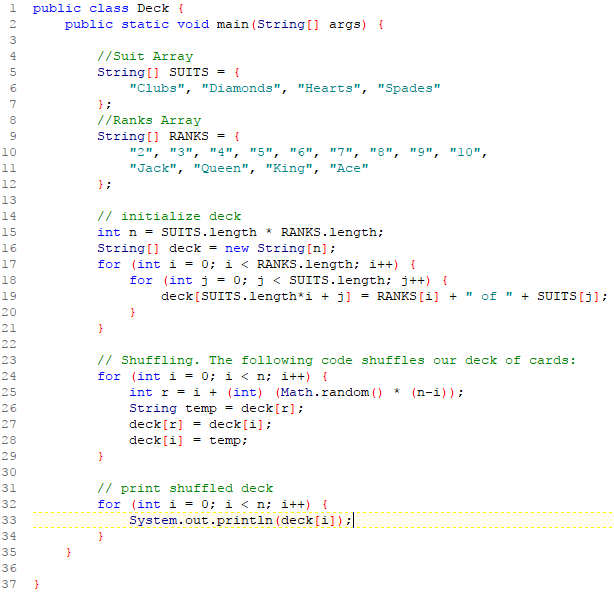 1 public class Deck {
2     public static void main(String[] args) {
3
4         //Suit Array
5         String[] SUITS = {
6             "Clubs", "Diamonds", "Hearts", "Spades"
7         };
8         //Ranks Array
9         String[] RANKS = {
10             "2", "3", "4", "5", "6", "7", "8", "9", "10",
11             "Jack", "Queen", "King", "Ace"
12         };
13
14         // initialize deck
15         int n = SUITS.length * RANKS.length;
16         String[] deck = new String[n];
17         for (int i = 0; i < RANKS.length; i++) {
18             for (int j = 0; j < SUITS.length; j++) {
19                 deck[SUITS.length*i + j] = RANKS[i] + " of " + SUITS[j];
20             }
21         }
22
23         // Shuffling. The following code shuffles our deck of cards:
24         for (int i = 0; i < n; i++) {
25             int r = i + (int) (Math.random() * (n-i));
26             String temp = deck[r];
27             deck[r] = deck[i];
28             deck[i] = temp;
29         }
30
31         // print shuffled deck
32         for (int i = 0; i < n; i++) {
33             System.out.println(deck[i]);
34         }
35     }
36
37 }